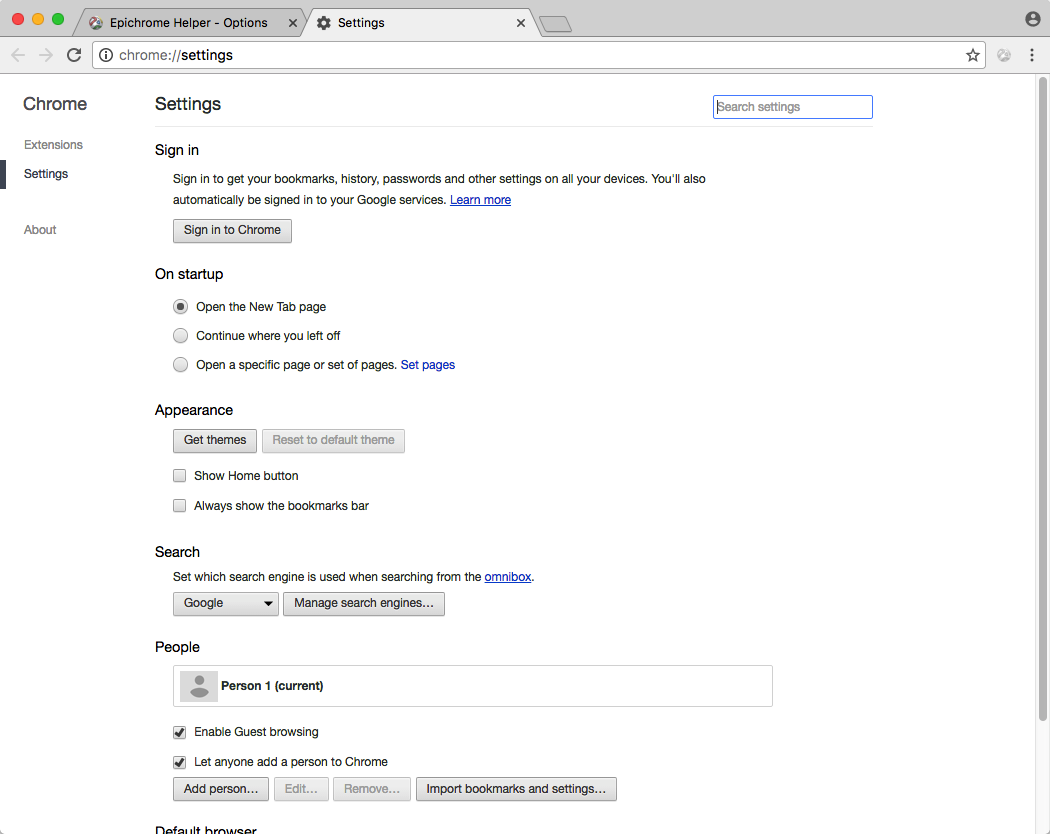 Epichrome Helper - Options
Settings
chrome://settings
Chrome
Settings
Search settings
Extensions
Settings
About
Sign in
Sign in to get your bookmarks, history, passwords and other settings on all your devices. You'll also
automatically be signed in to your Google services. Learn more
Sign in to Chrome
On startup
Open the New Tab page
Continue where you left off
Open a specific page or set of pages. Set pages
Appearance
Get themes
Reset to default theme
Show Home button
Always show the bookmarks bar
Search
Set which search engine is used when searching from the omnibox.
Google
Manage search engines...
People
Person 1 (current)
Enable Guest browsing
Let anyone add a person to Chrome
Add person...
Edit...
Remove...
Import bookmarks and settings...
Default browser